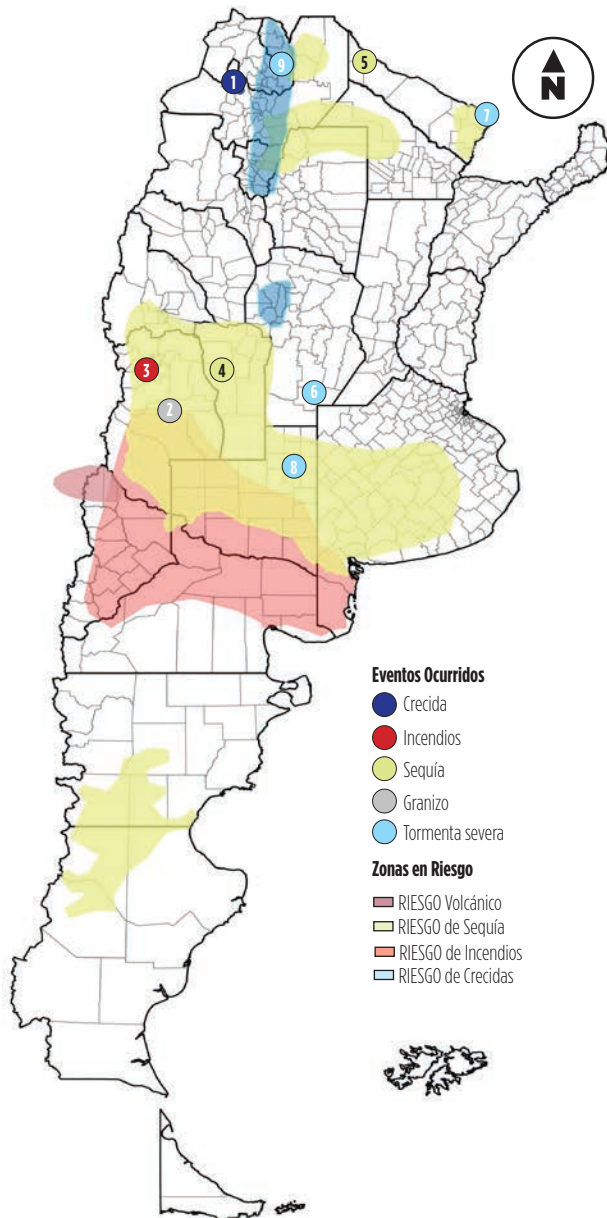 9
5
1
N
7
3
4
6
2
8
Eventos Ocurridos
Crecida
Incendios
Sequía
Granizo
Tormenta severa
Zonas en Riesgo
RIESGO Volcánico
RIESGO de Sequía
RIESGO de Incendios
RIESGO de Crecidas